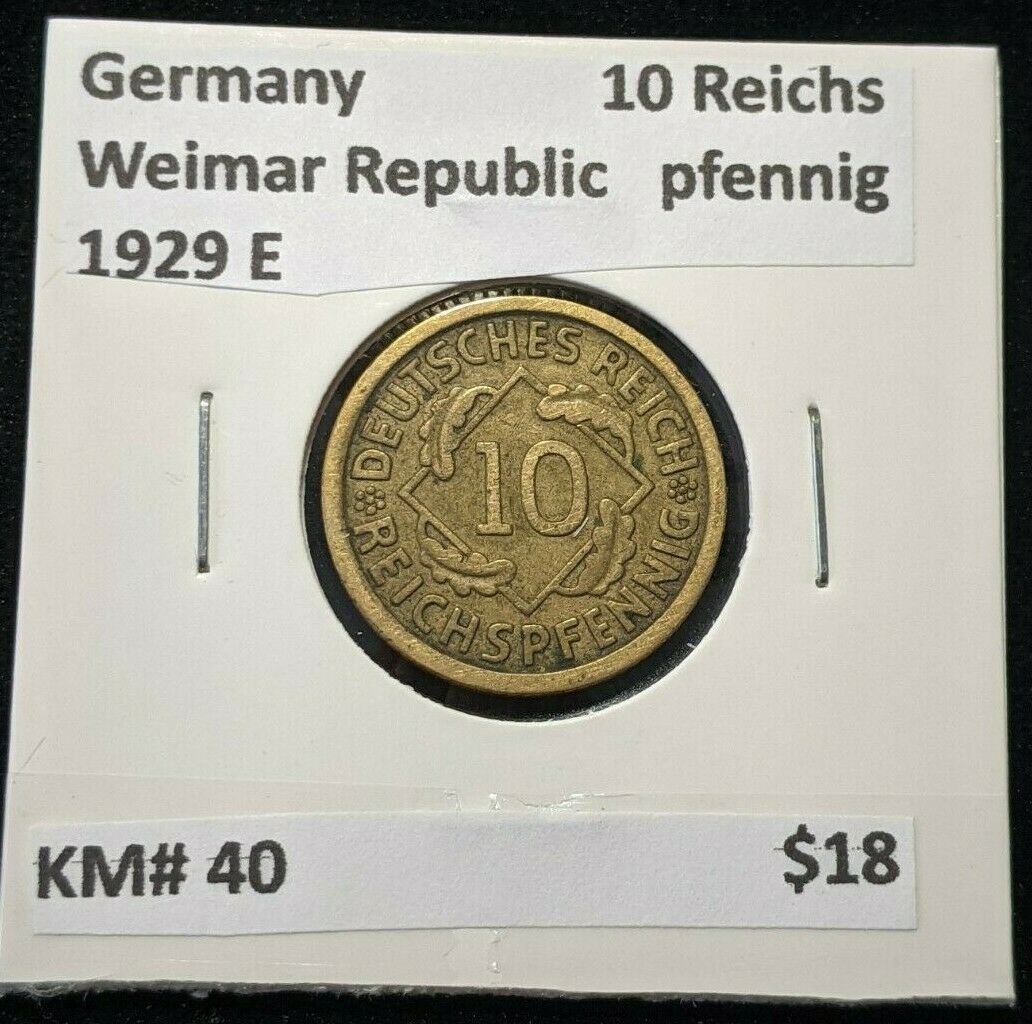 Germany 10 Reichs
Weimar Republic pfennig
1929 E
DEUTSCHES REICH
10
REICHSPFENNIG
KM# 40 $18